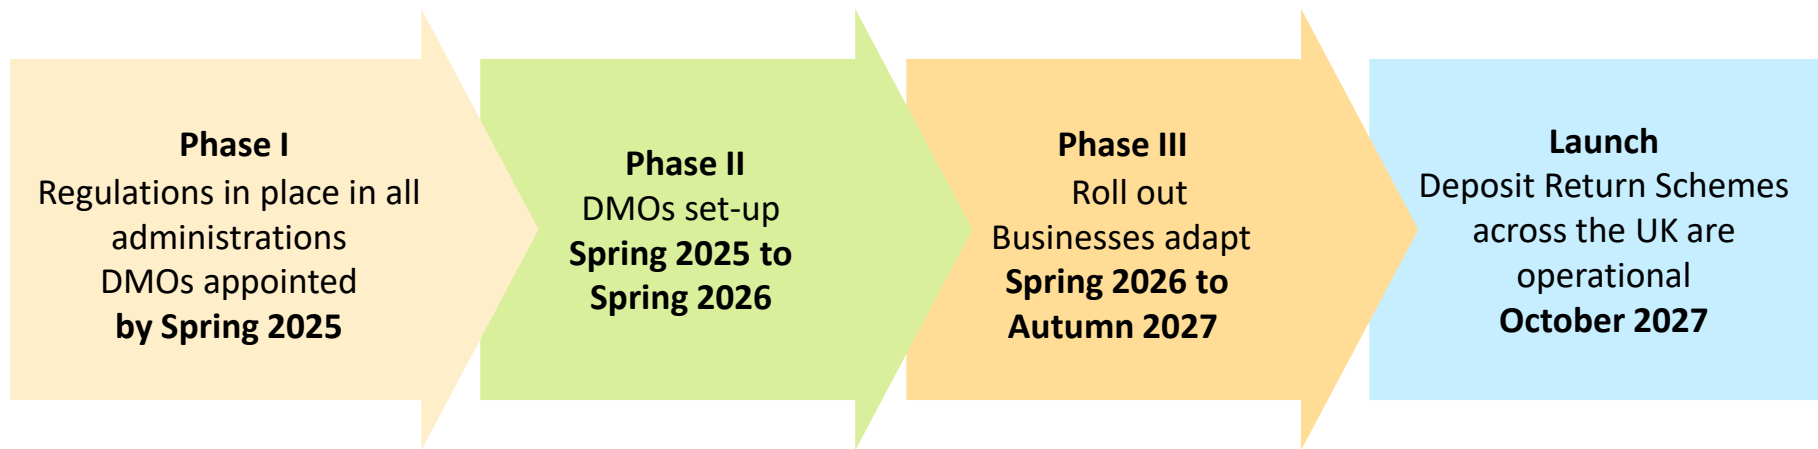 Phase I
Regulations in place in all
administrations
DMOs appointed
by Spring 2025
Phase II
DMOs set-up
Spring 2025 to
Spring 2026
Phase III
Roll out
Businesses adapt
Spring 2026 to
Autumn 2027
Launch
Deposit Return Schemes
across the UK are
operational
October 2027